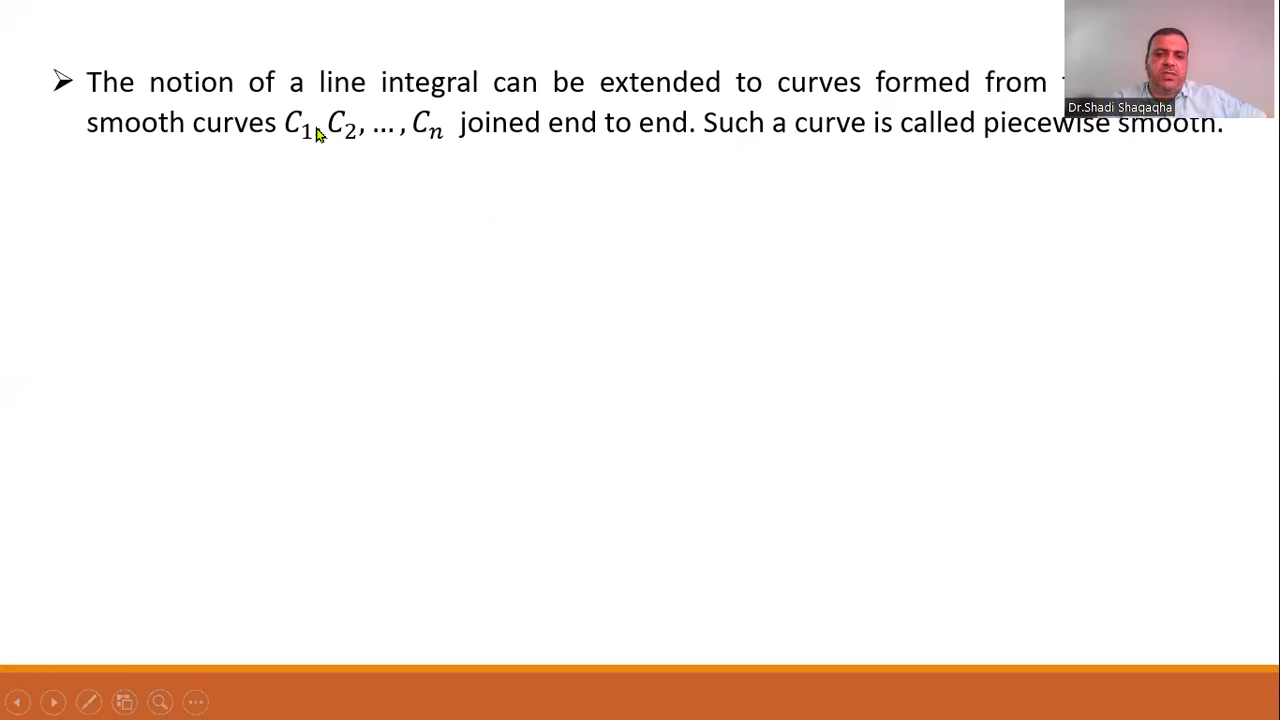 ➢ The notion of a line integral can be extended to curves formed from
smooth curves C₁, C₂, … , Cₙ joined end to end. Such a curve is called piecewise smooth.
Dr.Shadi Shaqaqha